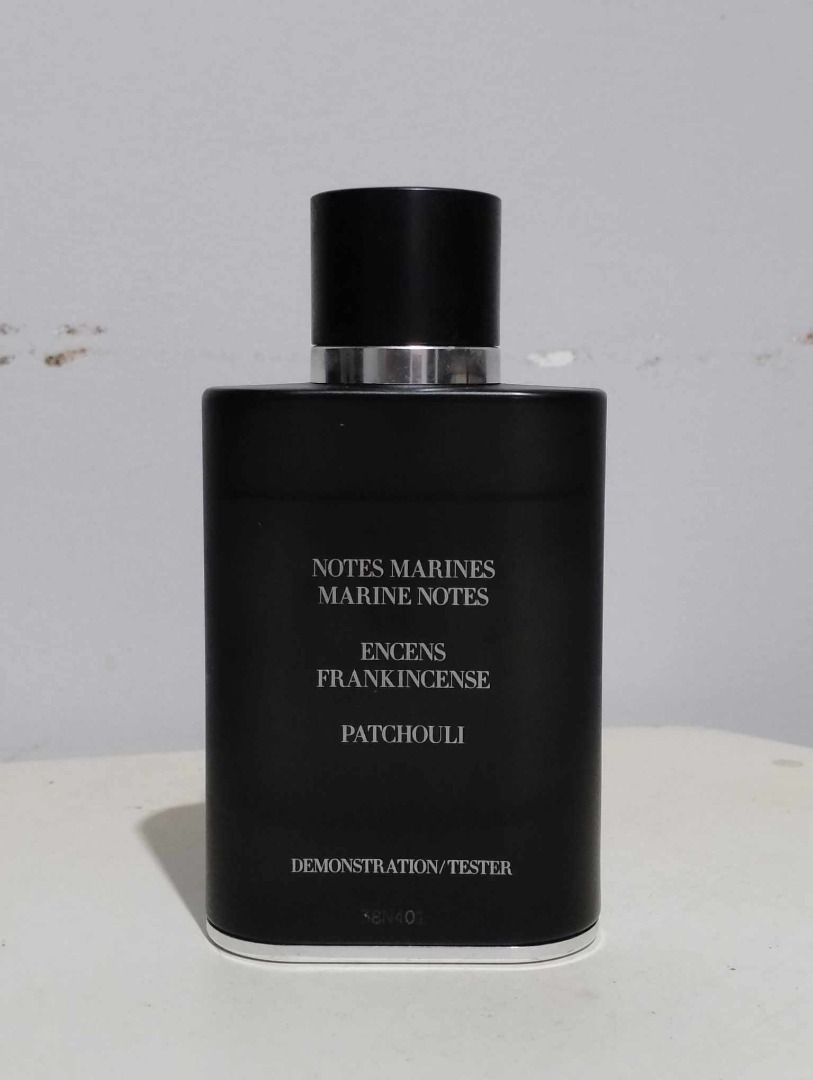 NOTES MARINES
MARINE NOTES
ENCENS
FRANKINCENSE
PATCHOULI
DEMONSTRATION/TESTER